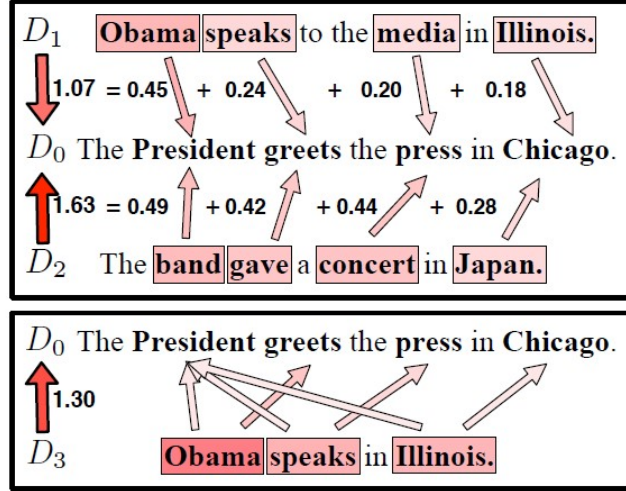 D₁ Obama speaks to the media in Illinois.
1.07 = 0.45 + 0.24 + 0.20 + 0.18
D₀ The President greets the press in Chicago.
1.63 = 0.49 + 0.42 + 0.44 + 0.28
D₂ The band gave a concert in Japan.
D₀ The President greets the press in Chicago.
1.30
D₃ Obama speaks in Illinois.